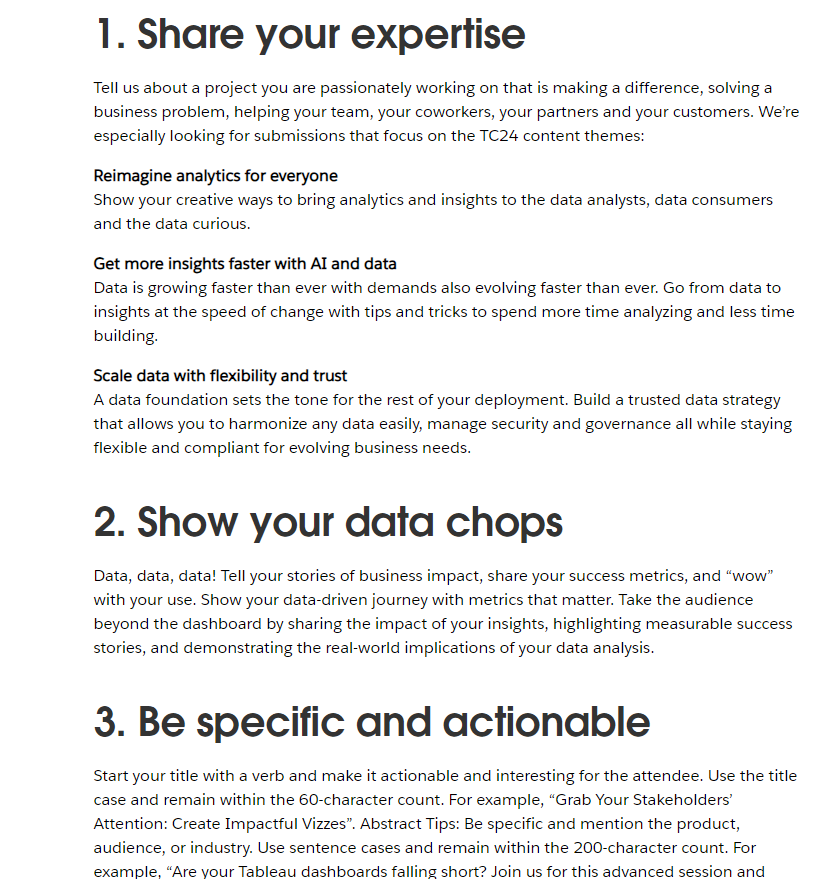 1. Share your expertise
Tell us about a project you are passionately working on that is making a difference, solving a
business problem, helping your team, your coworkers, your partners and your customers. We’re
especially looking for submissions that focus on the TC24 content themes:
Reimagine analytics for everyone
Show your creative ways to bring analytics and insights to the data analysts, data consumers
and the data curious.
Get more insights faster with AI and data
Data is growing faster than ever with demands also evolving faster than ever. Go from data to
insights at the speed of change with tips and tricks to spend more time analyzing and less time
building.
Scale data with flexibility and trust
A data foundation sets the tone for the rest of your deployment. Build a trusted data strategy
that allows you to harmonize any data easily, manage security and governance all while staying
flexible and compliant for evolving business needs.
2. Show your data chops
Data, data, data! Tell your stories of business impact, share your success metrics, and “wow”
with your use. Show your data-driven journey with metrics that matter. Take the audience
beyond the dashboard by sharing the impact of your insights, highlighting measurable success
stories, and demonstrating the real-world implications of your data analysis.
3. Be specific and actionable
Start your title with a verb and make it actionable and interesting for the attendee. Use the title
case and remain within the 60-character count. For example, “Grab Your Stakeholders’
Attention: Create Impactful Vizzes”. Abstract Tips: Be specific and mention the product,
audience, or industry. Use sentence cases and remain within the 200-character count. For
example, “Are your Tableau dashboards falling short? Join us for this advanced session and